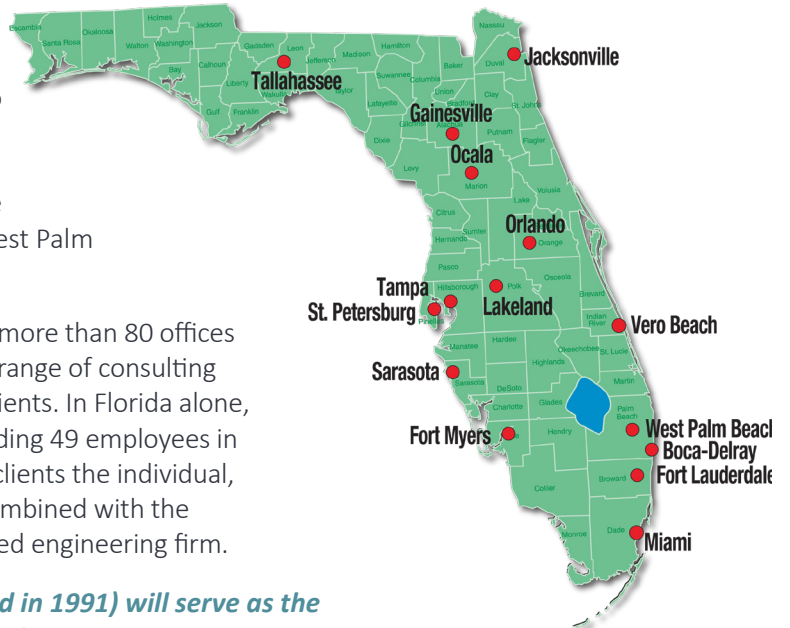 Escambia
Santa Rosa
Okaloosa
Walton
Holmes
Washington
Jackson
Bay
Calhoun
Gulf
Gadsden
Liberty
Franklin
Leon
Wakulla
Jefferson
Madison
Taylor
Hamilton
Suwannee
Lafayette
Dixie
Columbia
Baker
Union
Bradford
Gilchrist
Alachua
Levy
Nassau
Duval
Clay
St. Johns
Putnam
Flagler
Marion
Volusia
Jacksonville
Tallahassee
Gainesville
Ocala
est Palm
Citrus
Hernando
Sumter
Lake
Orlando
Orange
Pasco
Osceola
Brevard
Tampa
Hillsborough
Polk
Lakeland
St. Petersburg
Pinellas
Indian
River
Vero Beach
more than 80 offices
range of consulting
ients. In Florida alone,
ding 49 employees in
clients the individual,
mbined with the
ed engineering firm.
Manatee
Hardee
Okeechobee
St. Lucie
Highlands
Sarasota
Sarasota
DeSoto
Martin
Charlotte
Glades
Palm
Beach
Fort Myers
Hendry
West Palm Beach
Boca-Delray
Broward
Fort Lauderdale
Collier
Monroe
Dade
Miami
d in 1991) will serve as the